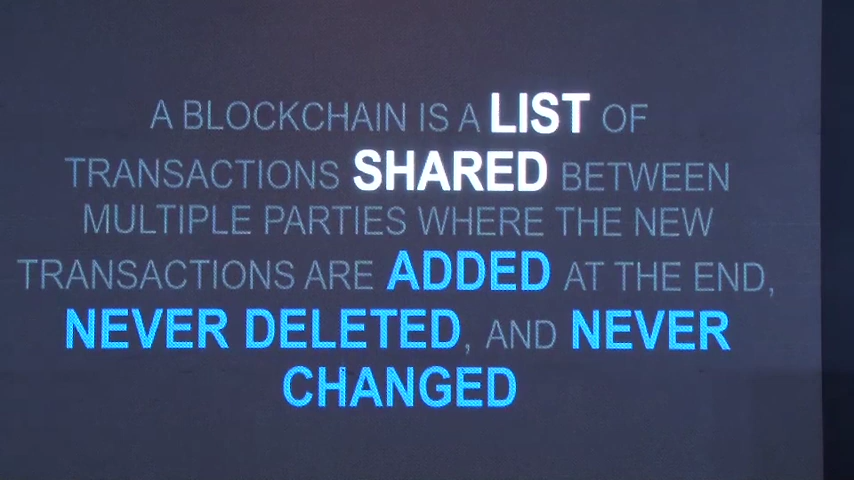 A BLOCKCHAIN IS A LIST OF
TRANSACTIONS SHARED BETWEEN
MULTIPLE PARTIES WHERE THE NEW
TRANSACTIONS ARE ADDED AT THE END,
NEVER DELETED, AND NEVER
CHANGED